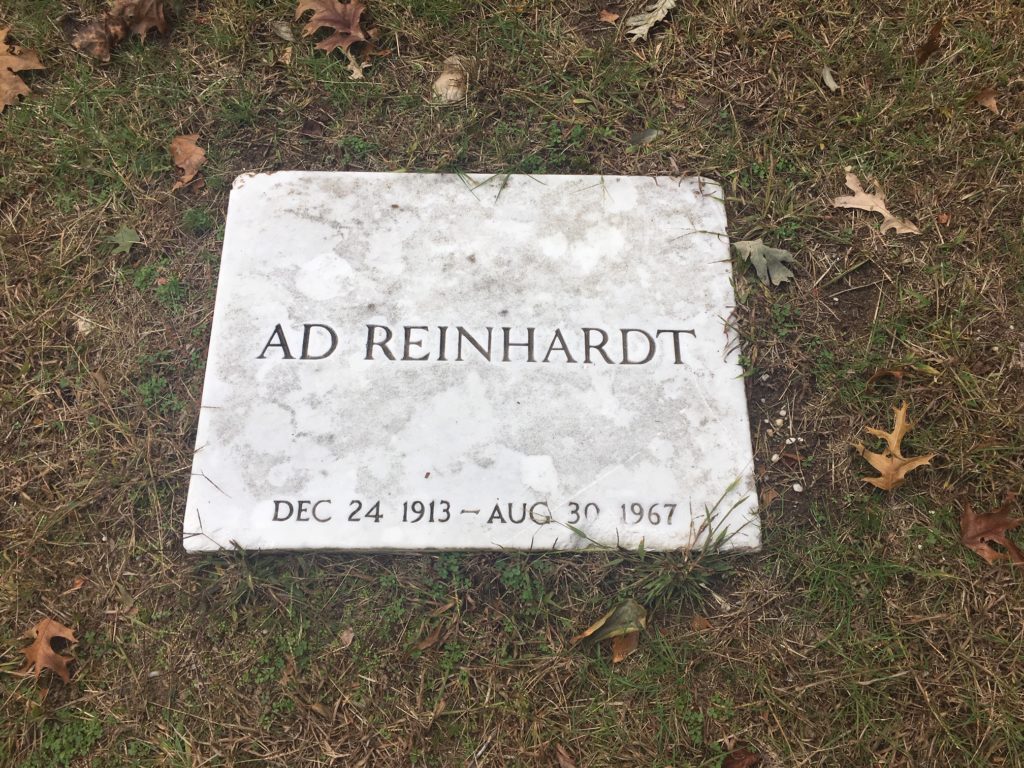 AD REINHARDT
DEC 24 1913 – AUG 30 1967